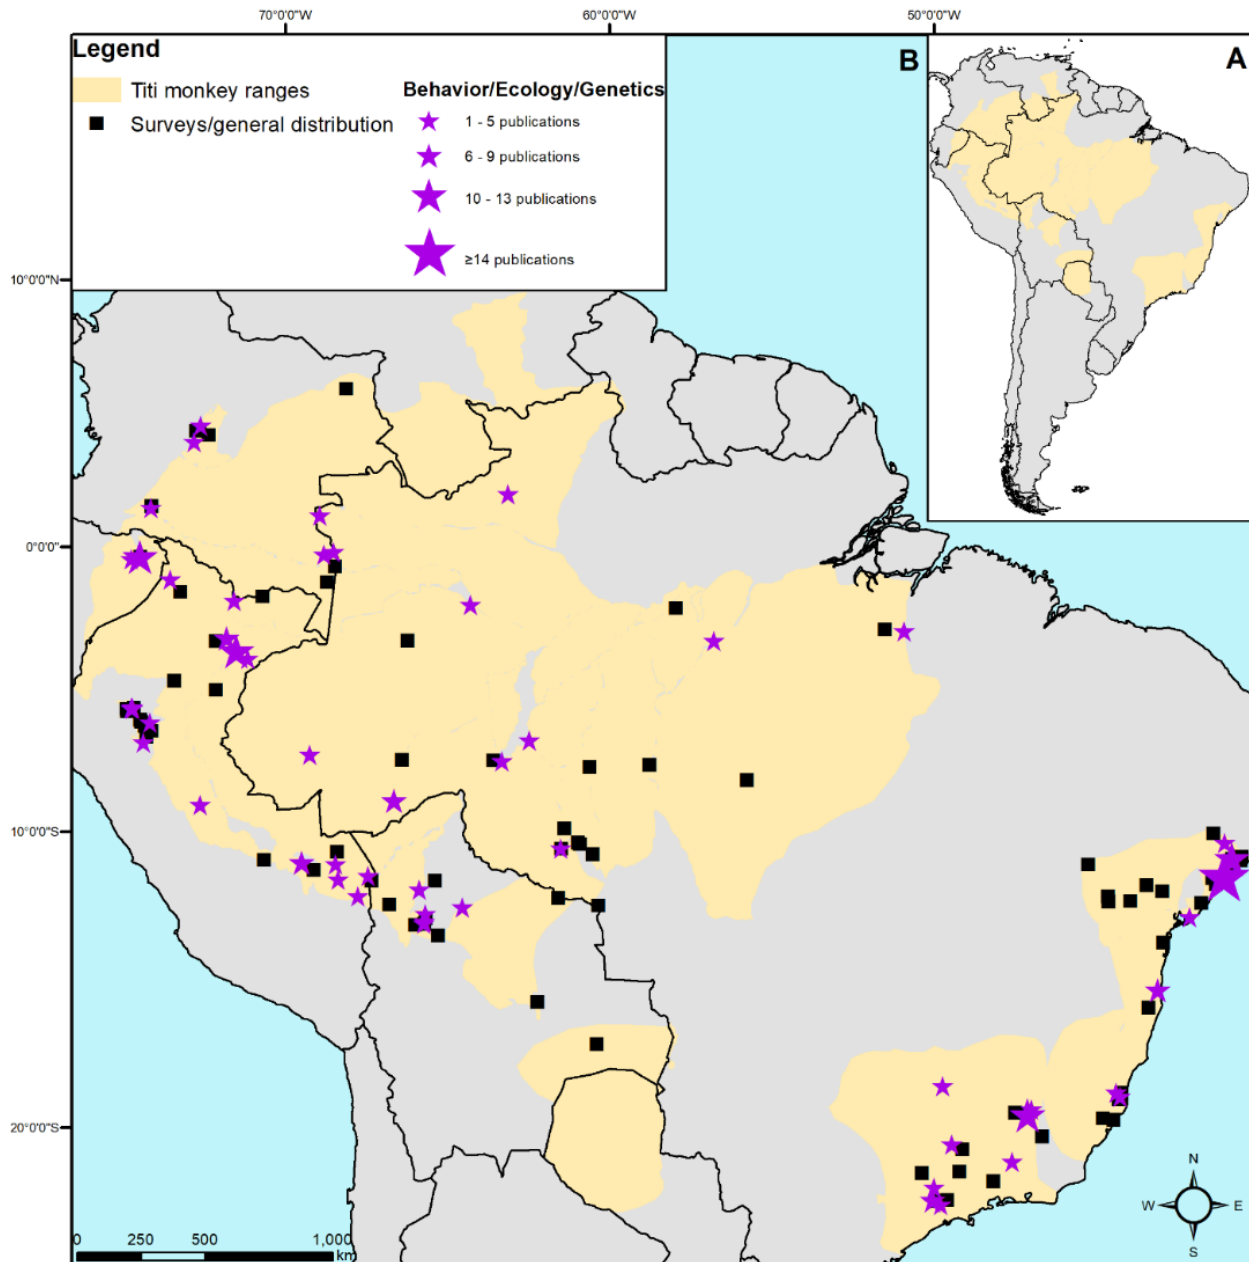 70°0'0"W 60°0'0"W 50°0'0"W
Legend
B
A
Titi monkey ranges
Surveys/general distribution
Behavior/Ecology/Genetics
1 - 5 publications
6 - 9 publications
10 - 13 publications
≥14 publications
10°0'0"N
0°0'0"
10°0'0"S
20°0'0"S
N
W E
S
0 250 500 1,000
km